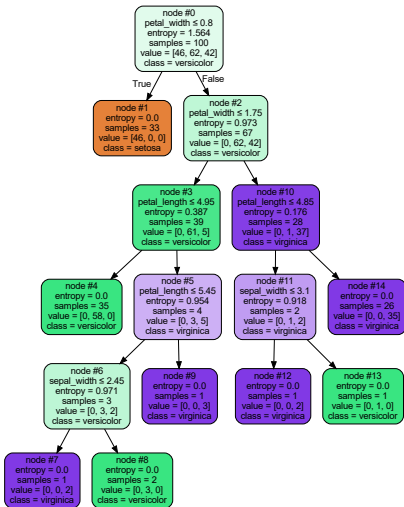 node #0
petal_width ≤ 0.8
entropy = 1.564
samples = 100
value = [46, 62, 42]
class = versicolor
True
False
node #1
entropy = 0.0
samples = 33
value = [46, 0, 0]
class = setosa
node #2
petal_width ≤ 1.75
entropy = 0.973
samples = 67
value = [0, 62, 42]
class = versicolor
node #3
petal_length ≤ 4.95
entropy = 0.387
samples = 39
value = [0, 61, 5]
class = versicolor
node #10
petal_length ≤ 4.85
entropy = 0.176
samples = 28
value = [0, 1, 37]
class = virginica
node #4
entropy = 0.0
samples = 35
value = [0, 58, 0]
class = versicolor
node #5
petal_length ≤ 5.45
entropy = 0.954
samples = 4
value = [0, 3, 5]
class = virginica
node #11
sepal_width ≤ 3.1
entropy = 0.918
samples = 2
value = [0, 1, 2]
class = virginica
node #14
entropy = 0.0
samples = 26
value = [0, 0, 35]
class = virginica
node #6
sepal_width ≤ 2.45
entropy = 0.971
samples = 3
value = [0, 3, 2]
class = versicolor
node #9
entropy = 0.0
samples = 1
value = [0, 0, 3]
class = virginica
node #12
entropy = 0.0
samples = 1
value = [0, 0, 2]
class = virginica
node #13
entropy = 0.0
samples = 1
value = [0, 1, 0]
class = versicolor
node #7
entropy = 0.0
samples = 1
value = [0, 0, 2]
class = virginica
node #8
entropy = 0.0
samples = 2
value = [0, 3, 0]
class = versicolor